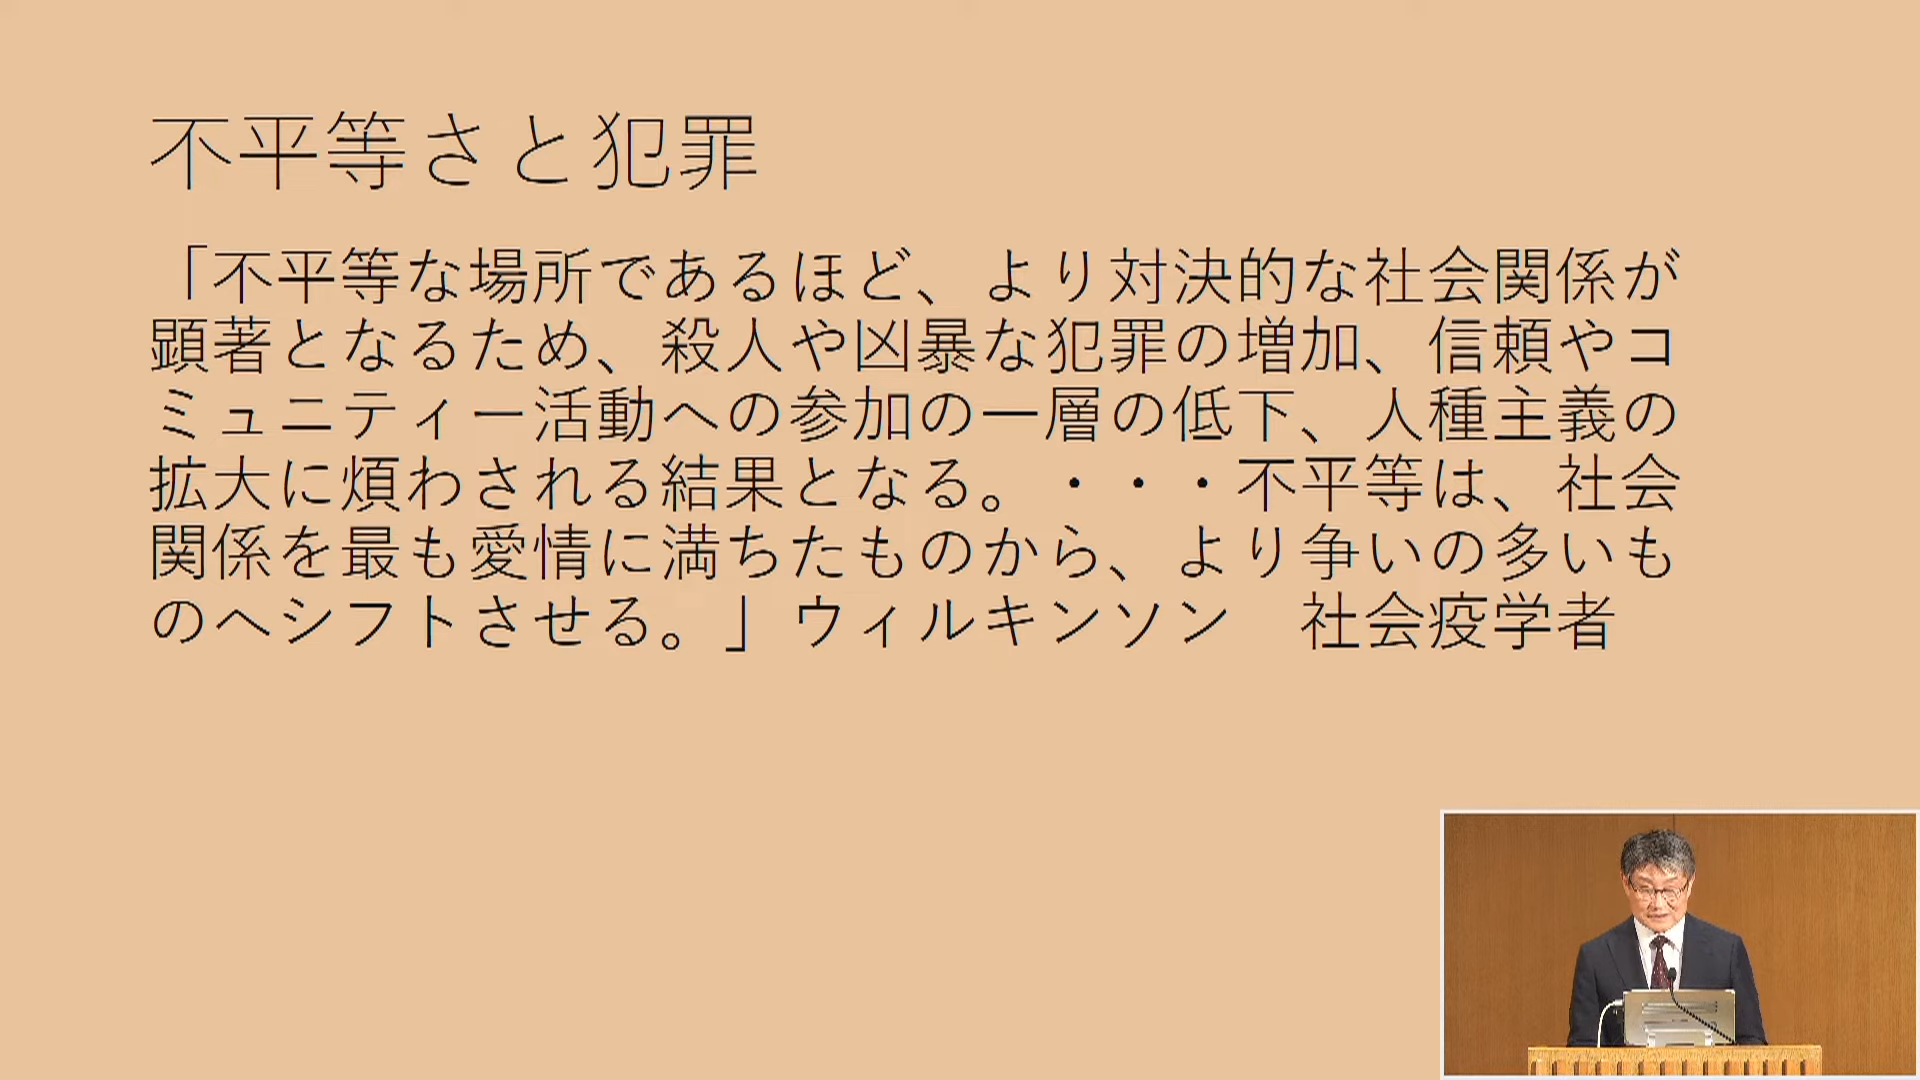 不平等さと犯罪
「不平等な場所であるほど、より対決的な社会関係が
顕著となるため、殺人や凶暴な犯罪の増加、信頼やコ
ミュニティー活動への参加の一層の低下、人種主義の
拡大に煩わされる結果となる。・・・不平等は、社会
関係を最も愛情に満ちたものから、より争いの多いも
のへシフトさせる。」ウィルキンソン　社会疫学者